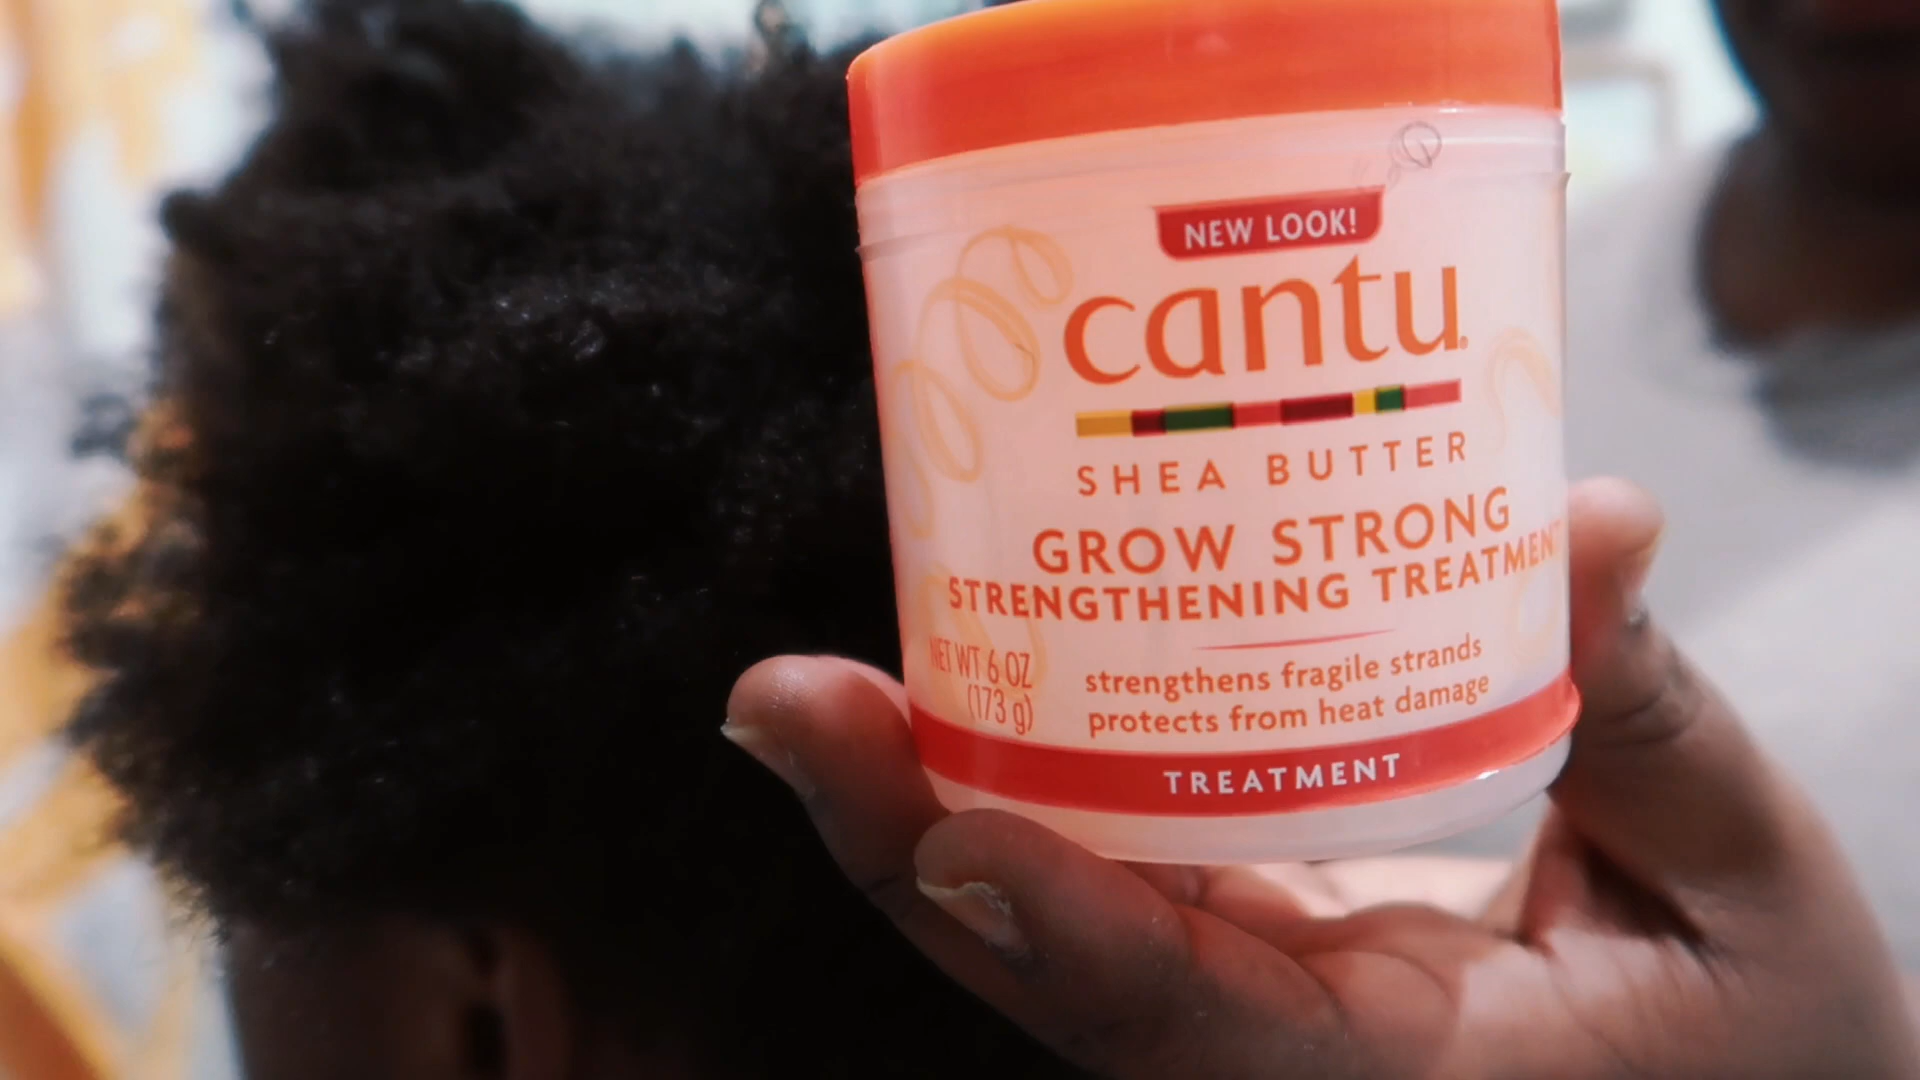 NEW LOOK!
cantu
SHEA BUTTER
GROW STRONG
STRENGTHENING TREATMENT
NET WT 6 OZ
(173 g)
strengthens fragile strands
protects from heat damage
TREATMENT